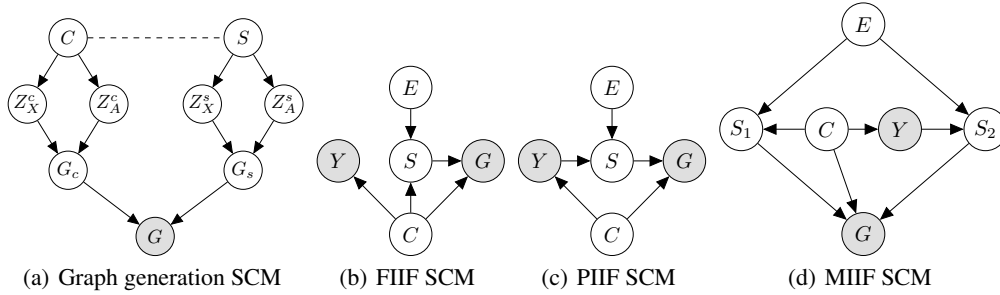 C S
Z_X^c Z_A^c Z_X^s Z_A^s
G_c G_s
G
(a) Graph generation SCM
E
Y S G
C
(b) FIIF SCM
E
Y S G
C
(c) PIIF SCM
E
S_1 C Y S_2
G
(d) MIIF SCM